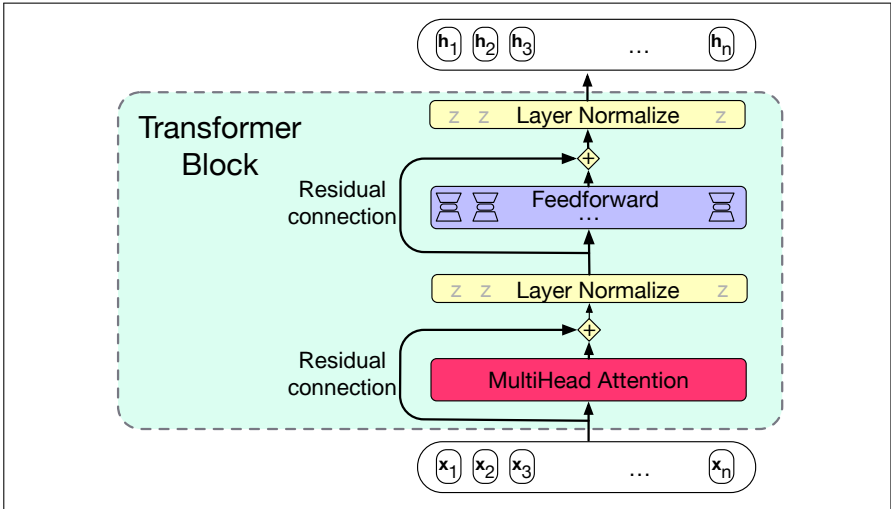 h1 h2 h3 ... hn
Transformer
Block
z z Layer Normalize z
+
Residual
connection
Feedforward
...
z z Layer Normalize z
+
Residual
connection
MultiHead Attention
x1 x2 x3 ... xn